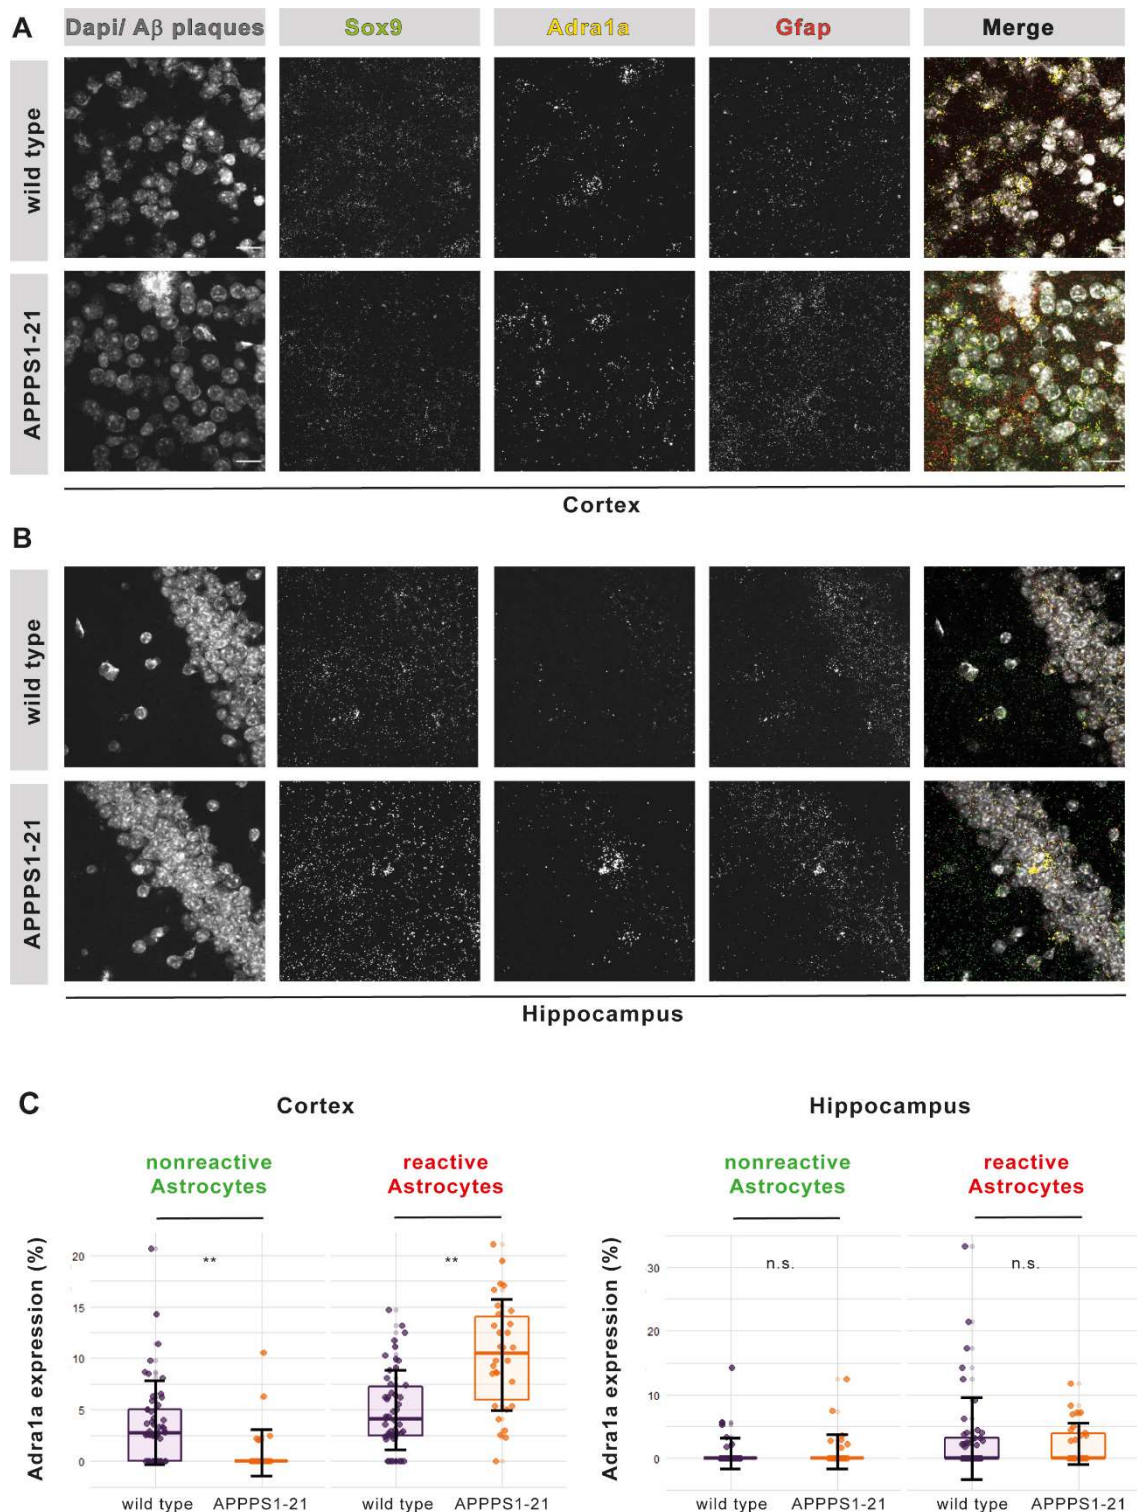 A
Dapi/ Aβ plaques Sox9 Adra1a Gfap Merge
wild type
APPPS1-21
Cortex
B
wild type
APPPS1-21
Hippocampus
C
Cortex Hippocampus
nonreactive reactive nonreactive reactive
Astrocytes Astrocytes Astrocytes Astrocytes
Adra1a expression (%)
20
15
10
5
0
** **
wild type APPPS1-21 wild type APPPS1-21
Adra1a expression (%)
30
20
10
0
n.s. n.s.
wild type APPPS1-21 wild type APPPS1-21